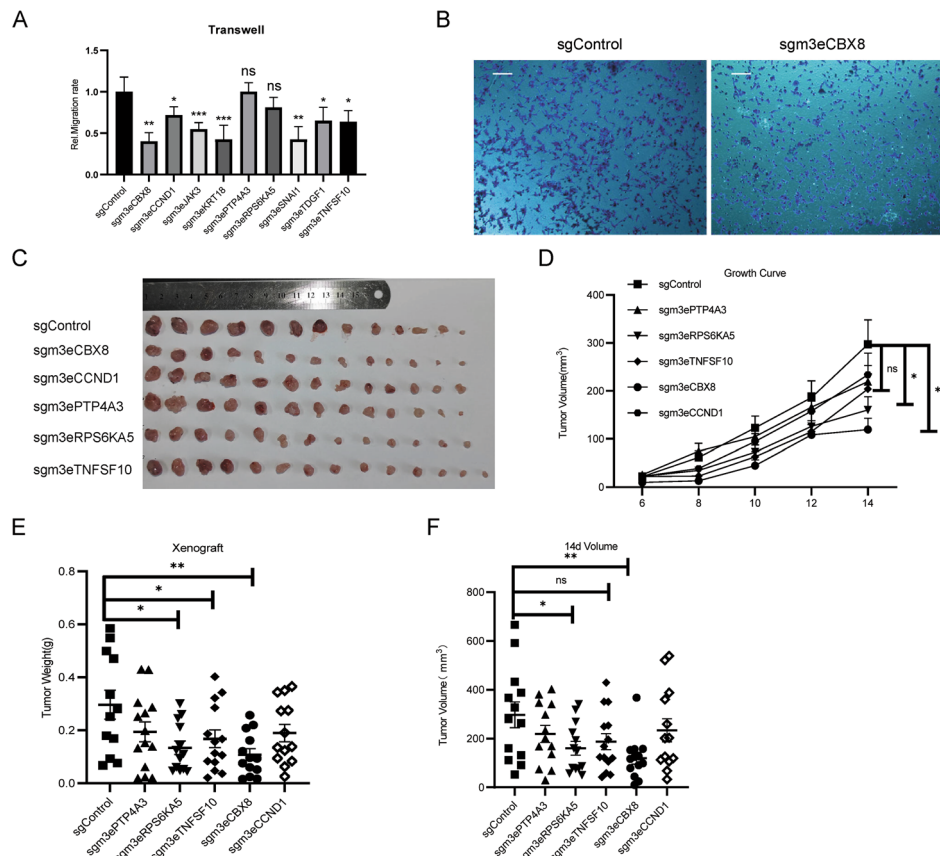 A
Transwell
Rel.Migration rate
1.5
1.0
0.5
0.0
ns
ns
*
***
**
***
**
*
*
sgControl
sgm3eCBX8
sgm3eCCND1
sgm3eJAK3
sgm3eKRT18
sgm3ePTP4A3
sgm3eRPS6KA5
sgm3eSNAI1
sgm3eTDGF1
sgm3eTNFSF10
B
sgControl
sgm3eCBX8
C
sgControl
sgm3eCBX8
sgm3eCCND1
sgm3ePTP4A3
sgm3eRPS6KA5
sgm3eTNFSF10
D
Growth Curve
Tumor Volume(mm³)
400
300
200
100
0
6
8
10
12
14
sgControl
sgm3ePTP4A3
sgm3eRPS6KA5
sgm3eTNFSF10
sgm3eCBX8
sgm3eCCND1
ns
*
*
E
Xenograft
Tumor Weight(g)
0.8
0.6
0.4
0.2
0.0
**
*
*
sgControl
sgm3ePTP4A3
sgm3eRPS6KA5
sgm3eTNFSF10
sgm3eCBX8
sgm3eCCND1
F
14d Volume
Tumor Volume( mm³)
800
600
400
200
0
**
ns
*
sgControl
sgm3ePTP4A3
sgm3eRPS6KA5
sgm3eTNFSF10
sgm3eCBX8
sgm3eCCND1